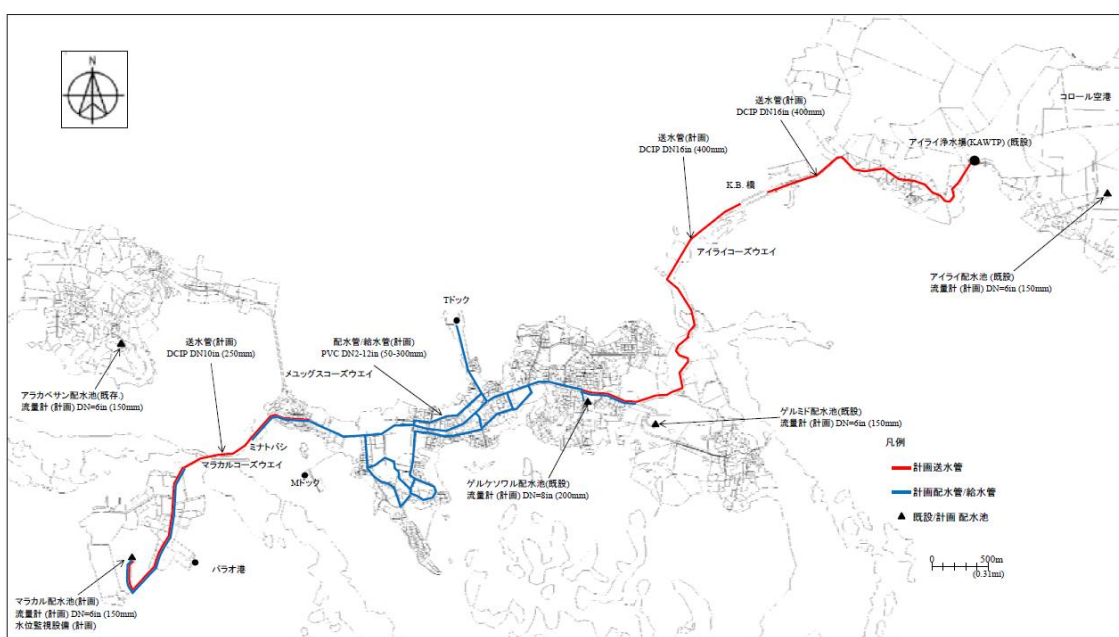 N
コロール空港
送水管(計画)
DCIP DN16in (400mm)
アイライ浄水場(KAWTP) (既設)
送水管(計画)
DCIP DN16in (400mm)
K.B. 橋
アイライコーズウエイ
アイライ配水池 (既設)
流量計 (計画) DN=6in (150mm)
Tドック
送水管(計画)
DCIP DN10in (250mm)
配水管/給水管(計画)
PVC DN2-12in (50-300mm)
メユッグスコーズウエイ
アラカベサン配水池(既存.)
流量計 (計画) DN=6in (150mm)
ゲルミド配水池(既設)
流量計 (計画) DN=6in (150mm)
ミナトバシ
マラカルコーズウエイ
Mドック
ゲルケソワル配水池(既設)
流量計 (計画) DN=8in (200mm)
凡例
計画送水管
計画配水管/給水管
既設/計画 配水池
パラオ港
0 500m
(0.31mi)
マラカル配水池(計画)
流量計 (計画) DN=6in (150mm)
水位監視設備 (計画)